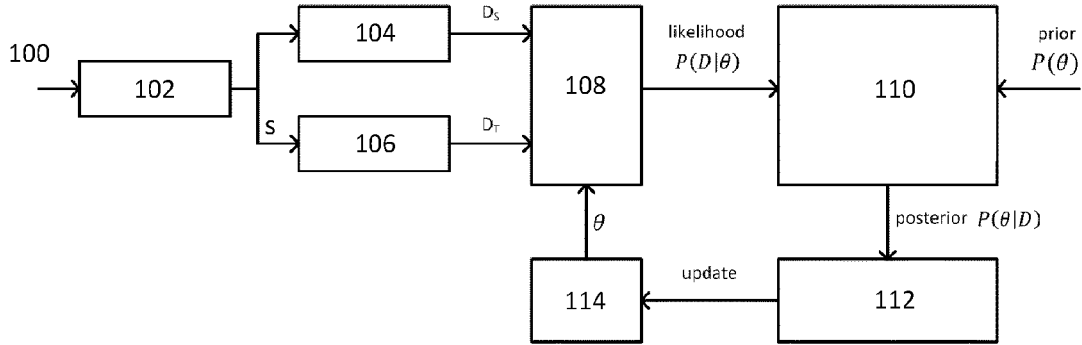 100
102
104
106
S
D_S
D_T
108
θ
likelihood
P(D|θ)
110
prior
P(θ)
posterior P(θ|D)
update
114
112